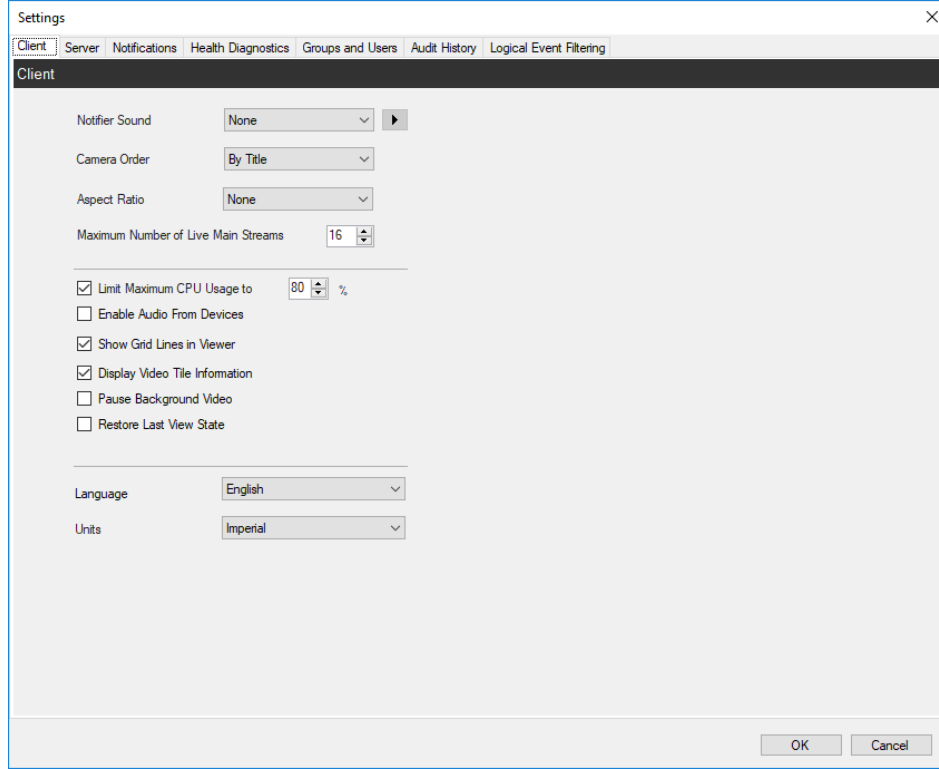 Settings
Client Server Notifications Health Diagnostics Groups and Users Audit History Logical Event Filtering
Client
Notifier Sound None
Camera Order By Title
Aspect Ratio None
Maximum Number of Live Main Streams 16
Limit Maximum CPU Usage to 80 %
Enable Audio From Devices
Show Grid Lines in Viewer
Display Video Tile Information
Pause Background Video
Restore Last View State
Language English
Units Imperial
OK Cancel